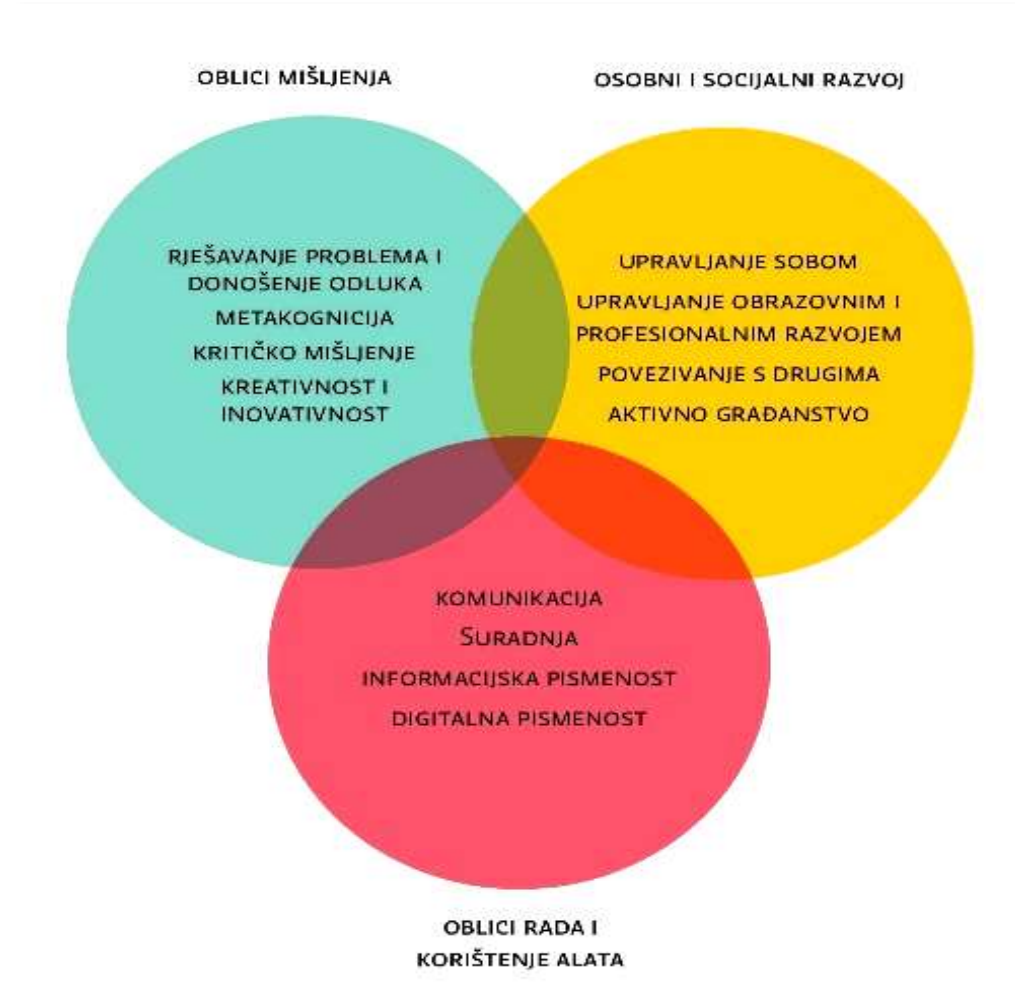 OBLICI MIŠLJENJA
OSOBNI I SOCIJALNI RAZVOJ
RJEŠAVANJE PROBLEMA I
DONOŠENJE ODLUKA
METAKOGNICIJA
KRITIČKO MIŠLJENJE
KREATIVNOST I
INOVATIVNOST
UPRAVLJANJE SOBOM
UPRAVLJANJE OBRAZOVNIM I
PROFESIONALNIM RAZVOJEM
POVEZIVANJE S DRUGIMA
AKTIVNO GRAĐANSTVO
KOMUNIKACIJA
SURADNJA
INFORMACIJSKA PISMENOST
DIGITALNA PISMENOST
OBLICI RADA I
KORIŠTENJE ALATA